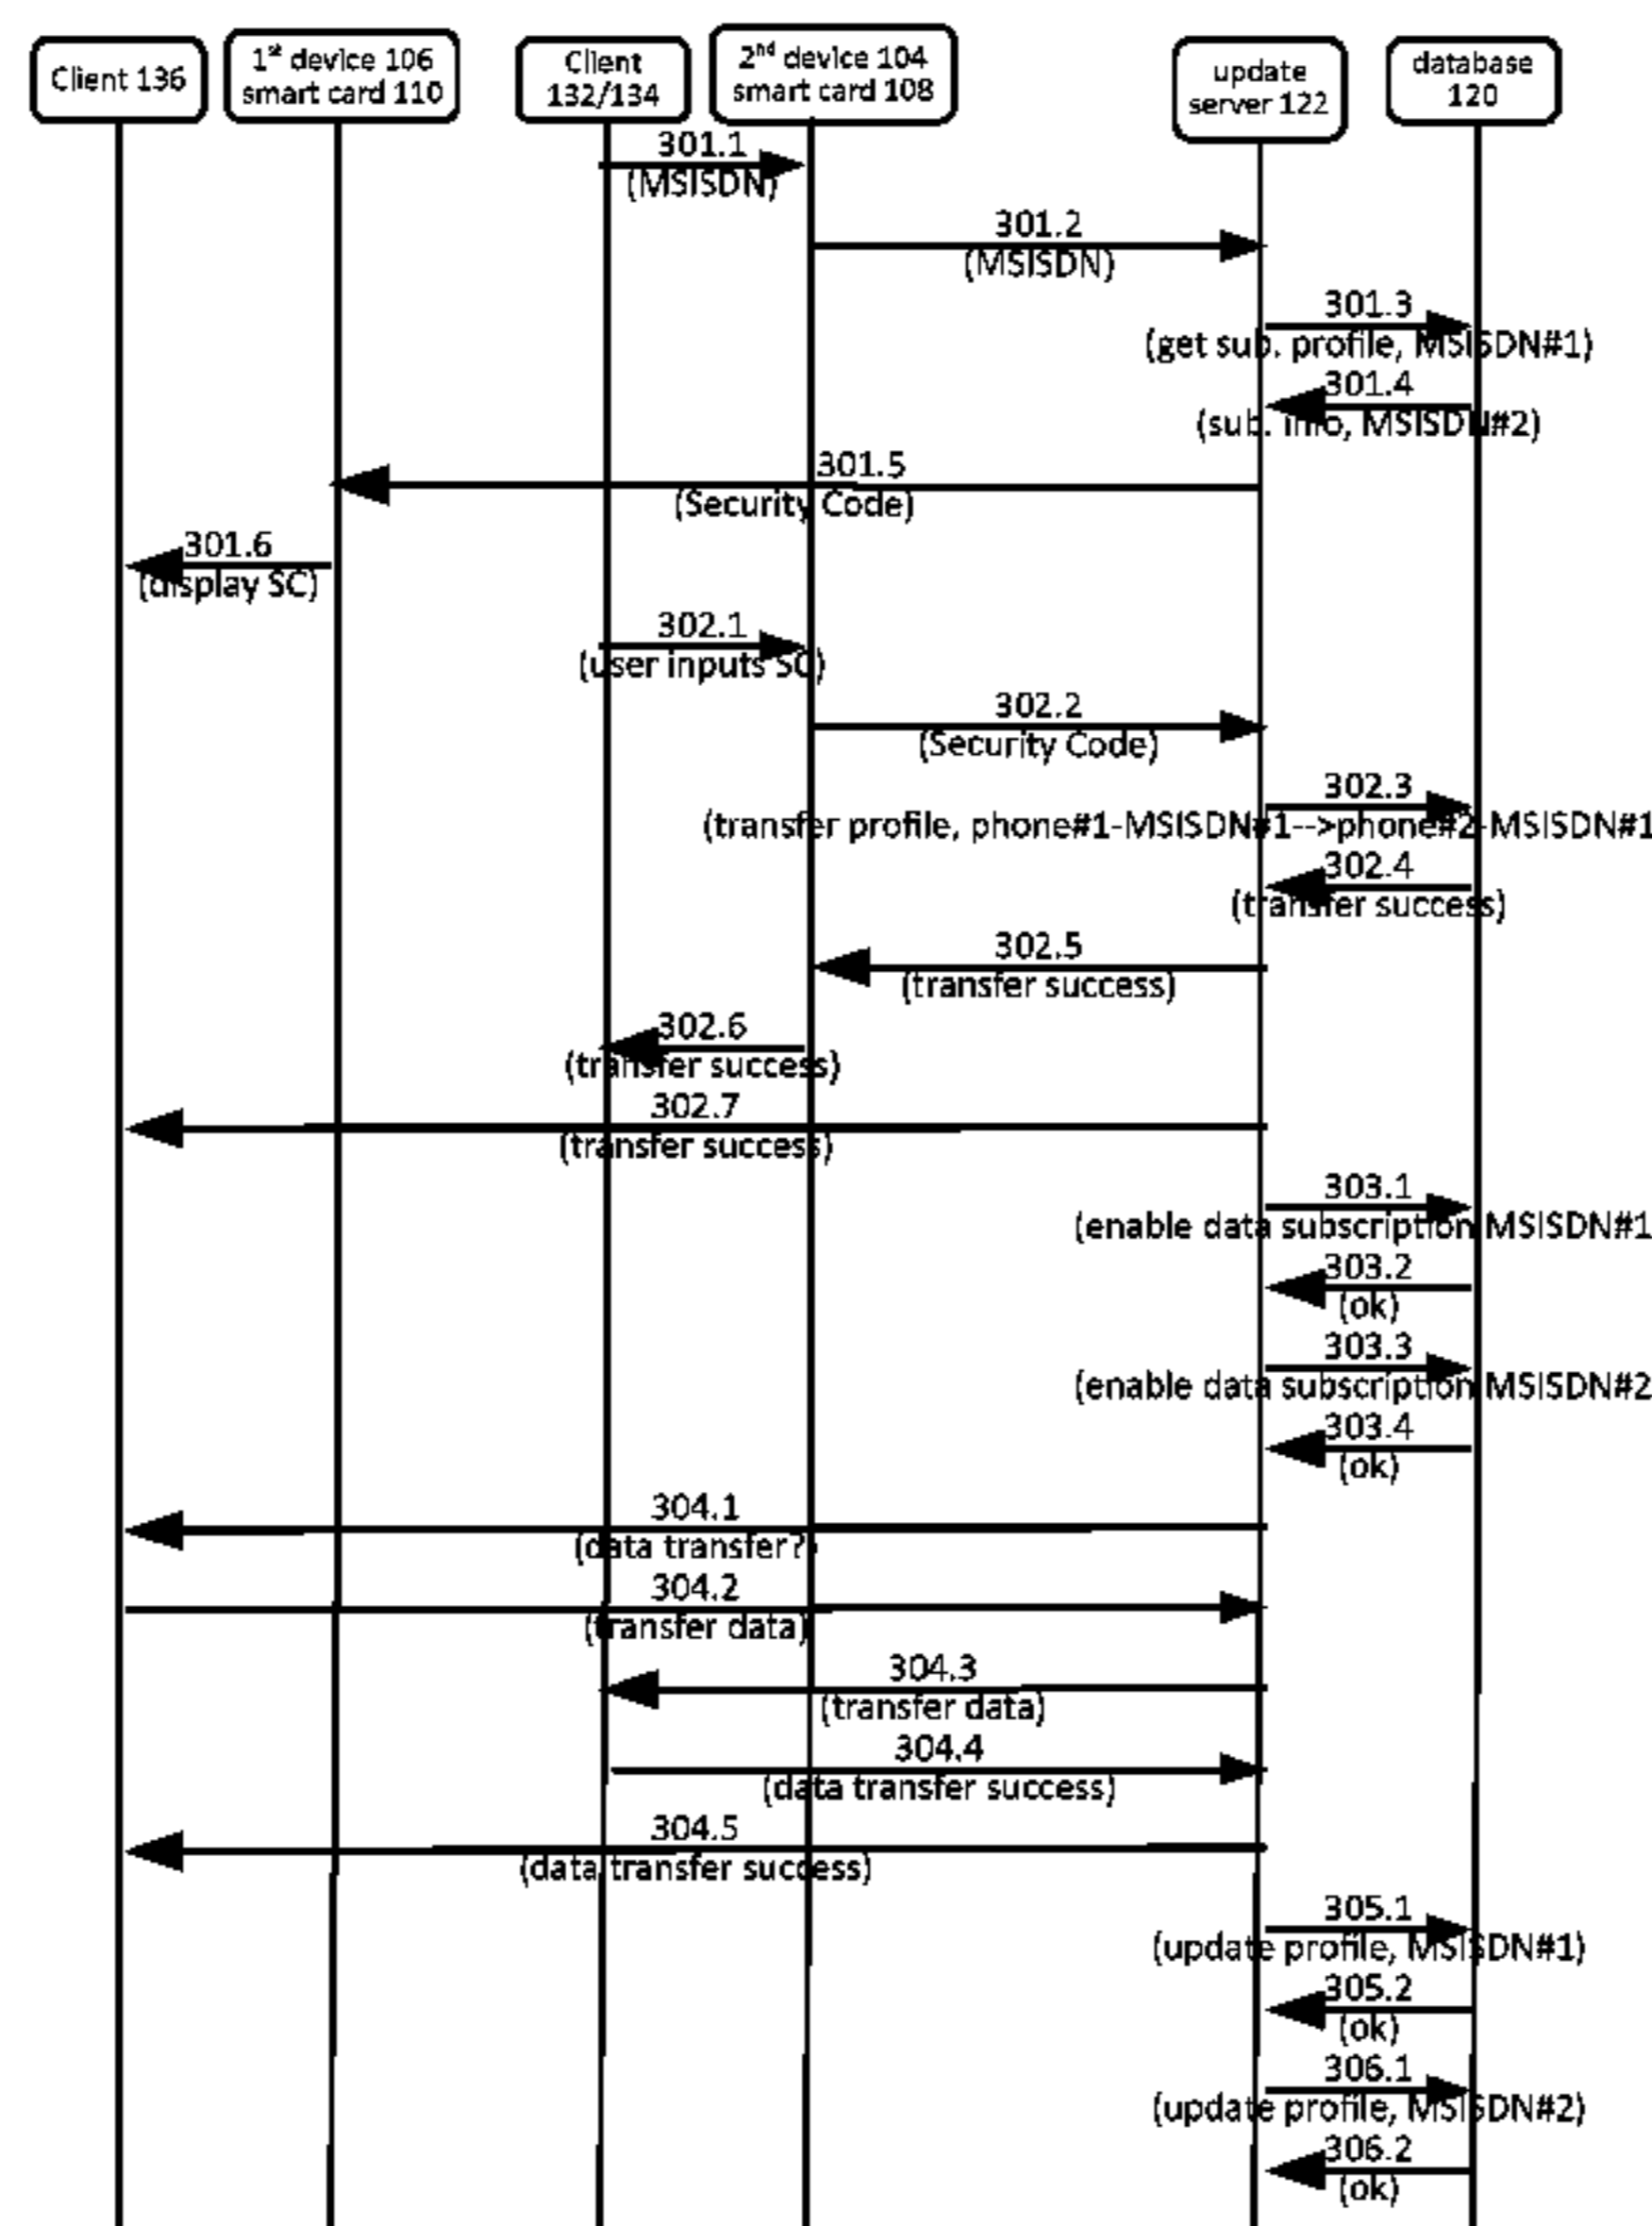 Client 136
1st device 106
smart card 110
Client
132/134
2nd device 104
smart card 108
update
server 122
database
120
301.1
(MSISDN)
301.2
(MSISDN)
301.3
(get sub. profile, MSISDN#1)
301.4
(sub. info, MSISDN#2)
301.5
(Security Code)
301.6
(display SC)
302.1
(user inputs SC)
302.2
(Security Code)
302.3
(transfer profile, phone#1-MSISDN#1-->phone#2-MSISDN#1
302.4
(transfer success)
302.5
(transfer success)
302.6
(transfer success)
302.7
(transfer success)
303.1
(enable data subscription MSISDN#1
303.2
(ok)
303.3
(enable data subscription MSISDN#2
303.4
(ok)
304.1
(data transfer?)
304.2
(transfer data)
304.3
(transfer data)
304.4
(data transfer success)
304.5
(data transfer success)
305.1
(update profile, MSISDN#1)
305.2
(ok)
306.1
(update profile, MSISDN#2)
306.2
(ok)